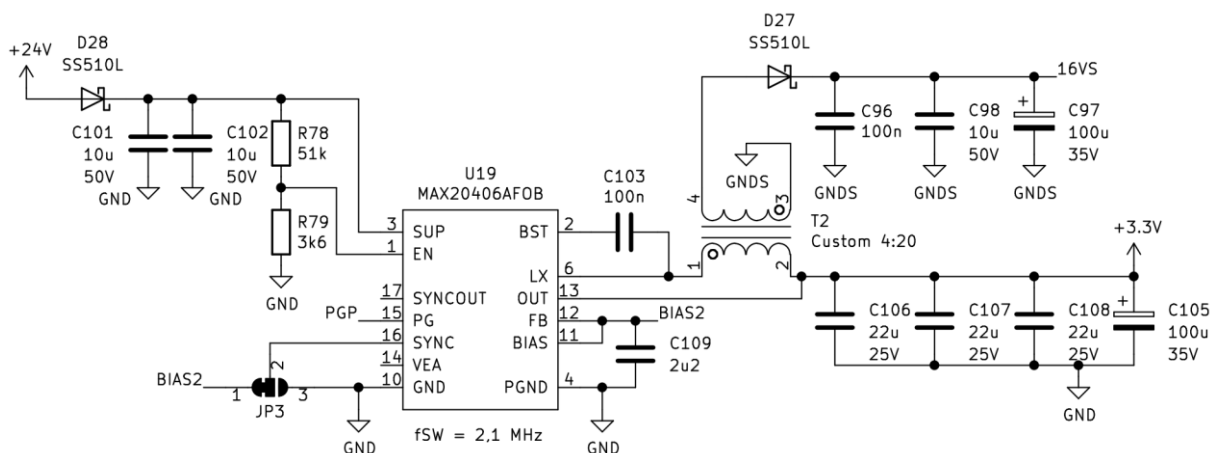 D28
SS510L
+24V
C101
10u
50V
GND
C102
10u
50V
GND
R78
51k
R79
3k6
GND
U19
MAX20406AFOB
3
SUP
1
EN
17
SYNCOUT
PGP
15
PG
16
SYNC
14
VEA
10
GND
BST
2
LX
6
OUT
13
FB
12
BIAS
11
PGND
4
BIAS2
1
2
3
JP3
GND
fSW = 2,1 MHz
C103
100n
BIAS2
C109
2u2
GND
D27
SS510L
16VS
C96
100n
GNDS
C98
10u
50V
GNDS
+
C97
100u
35V
GNDS
GNDS
4
3
1
2
T2
Custom 4:20
+3.3V
C106
22u
25V
C107
22u
25V
C108
22u
25V
+
C105
100u
35V
GND